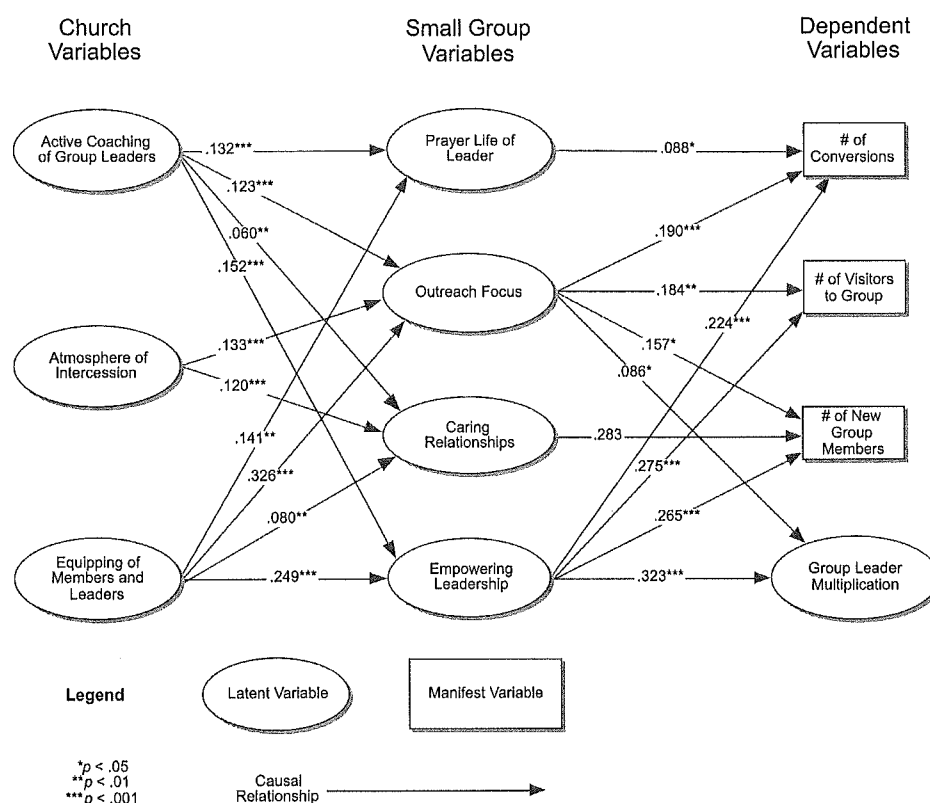 Church
Variables
Small Group
Variables
Dependent
Variables
Active Coaching
of Group Leaders
.132***
Prayer Life of
Leader
.088*
# of
Conversions
.123***
.060**
.152***
.190***
Outreach Focus
.184**
# of Visitors
to Group
.224***
Atmosphere of
Intercession
.133***
.120***
.157*
.086*
.141**
Caring
Relationships
.283
# of New
Group
Members
.326***
.275***
.080**
.265***
Equipping of
Members and
Leaders
.249***
Empowering
Leadership
.323***
Group Leader
Multiplication
Legend
Latent Variable
Manifest Variable
*p < .05
**p < .01
***p < .001
Causal
Relationship